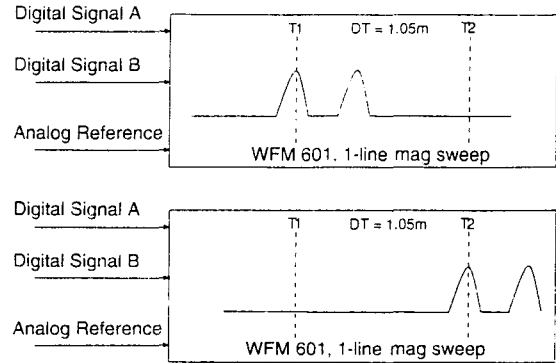 Digital Signal A
T1 DT = 1.05m T2
Digital Signal B
Analog Reference
WFM 601, 1-line mag sweep
Digital Signal A
T1 DT = 1.05m T2
Digital Signal B
Analog Reference
WFM 601, 1-line mag sweep